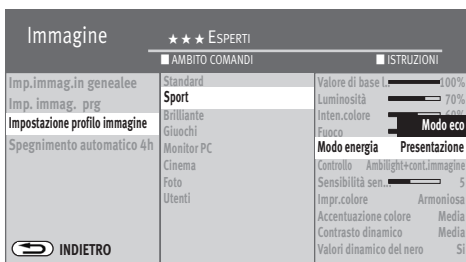 Immagine
★★★ ESPERTI
■ AMBITO COMANDI
■ ISTRUZIONI
Imp.immag.in genealee
Imp. immag. prg
Impostazione profilo immagine
Spegnimento automatico 4h
Standard
Sport
Brillante
Giuochi
Monitor PC
Cinema
Foto
Utenti
Valore di base l.. 100%
Luminosità 70%
Inten.colore 60%
Fuoco Modo eco
Modo energia Presentazione
Controllo Ambilight+cont.immagine
Sensibilità sen.. 5
Impr.colore Armoniosa
Accentuazione colore Media
Contrasto dinamico Media
Valori dinamico del nero Si
INDIETRO